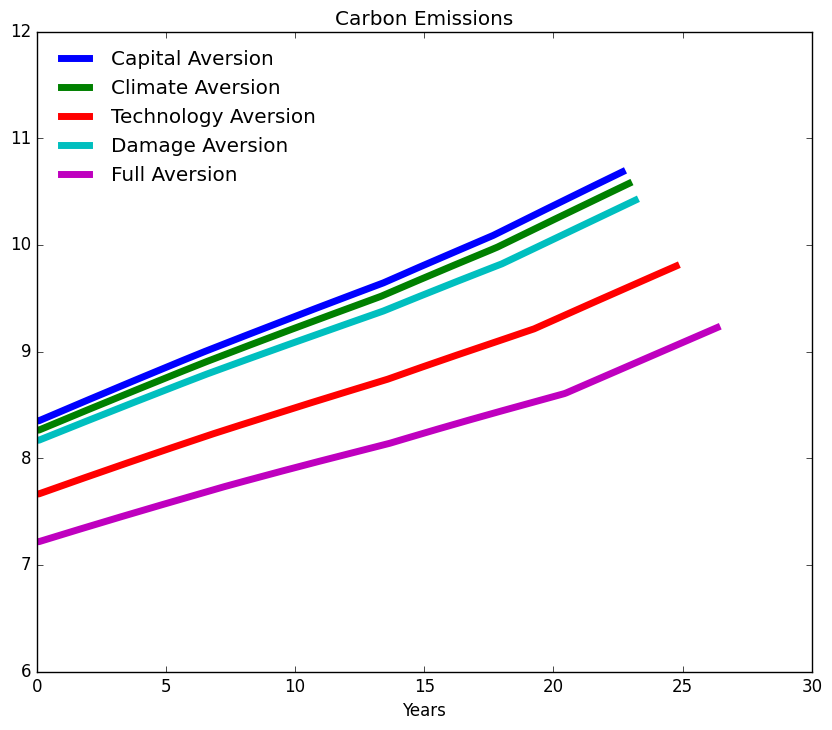 Carbon Emissions
12
11
10
9
8
7
6
Capital Aversion
Climate Aversion
Technology Aversion
Damage Aversion
Full Aversion
0 5 10 15 20 25 30
Years